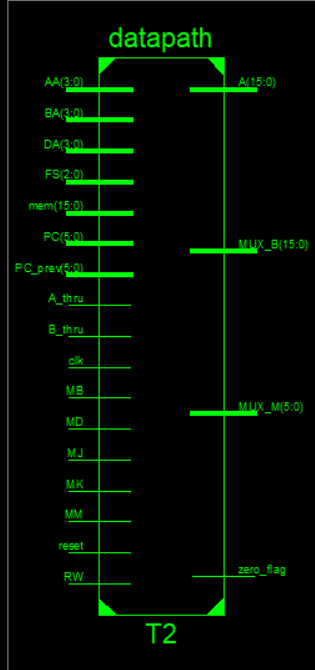 datapath
AA(3:0)
A(15:0)
BA(3:0)
DA(3:0)
FS(2:0)
mem(15:0)
PC(5:0)
MUX_B(15:0)
PC_prev(5:0)
A_thru
B_thru
clk
MB
MUX_M(5:0)
MD
MJ
MK
MM
reset
zero_flag
RW
T2